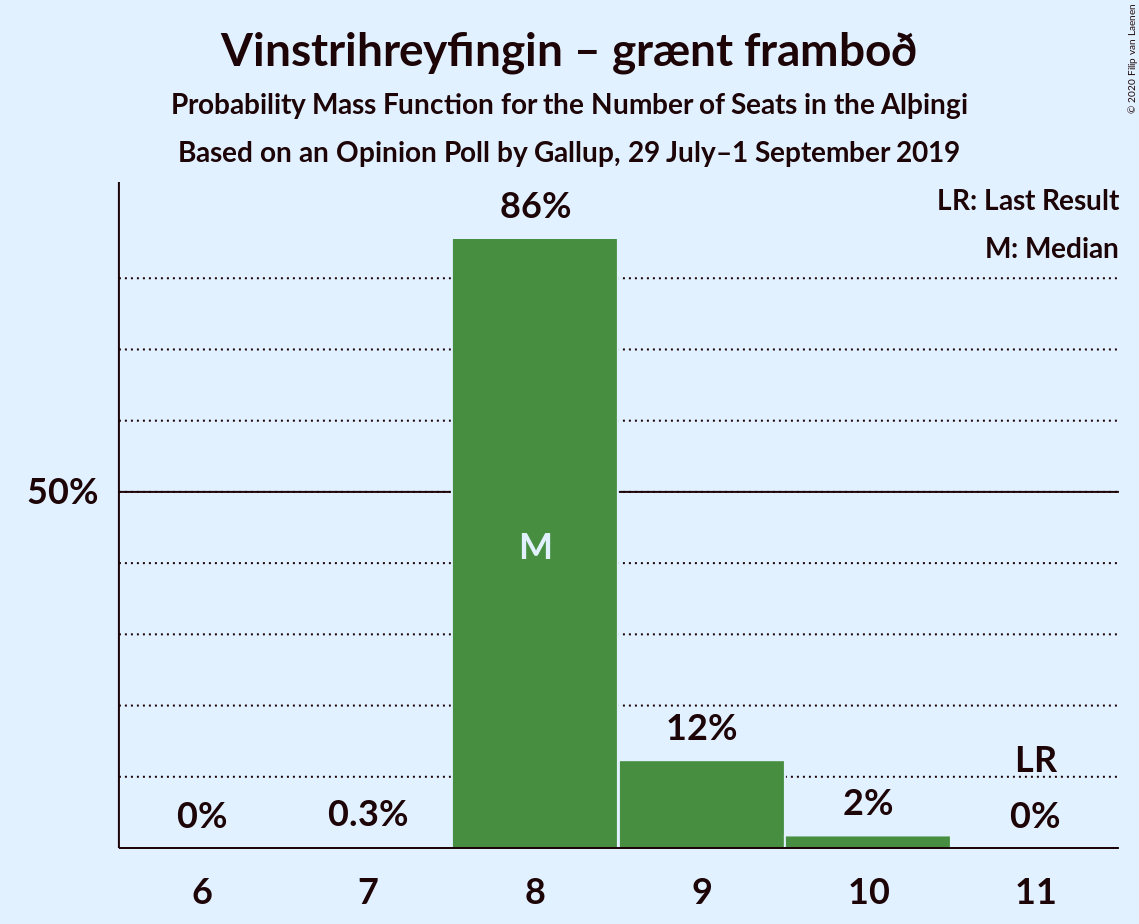 Vinstrihreyfingin – grænt framboð
Probability Mass Function for the Number of Seats in the Alþingi
Based on an Opinion Poll by Gallup, 29 July–1 September 2019
© 2020 Filip van Laenen
LR: Last Result
M: Median
86%
50%
M
12%
LR
0%
0.3%
2%
0%
6
7
8
9
10
11